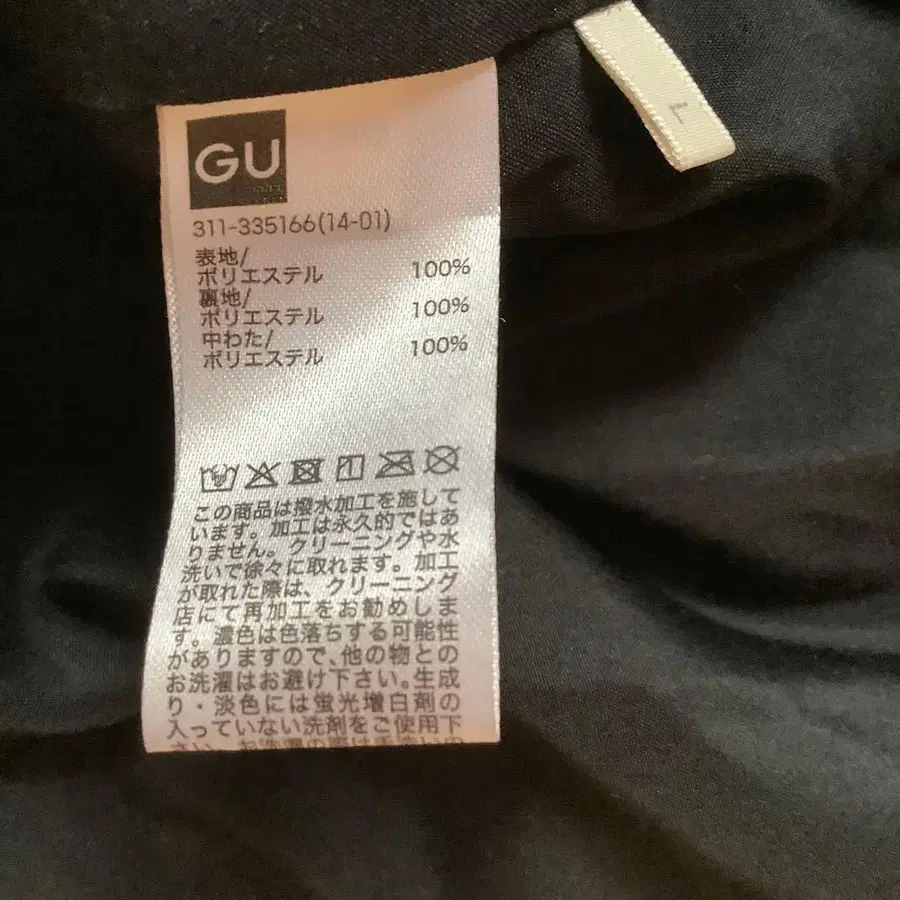 GU
L
311-335166(14-01)
表地/
ポリエステル 100%
裏地/
ポリエステル 100%
中わた/
ポリエステル 100%
この商品は撥水加工を施して
います。加工は永久的ではあ
りません。クリーニングや水
洗いで徐々に取れます。加工
が取れた際は、クリーニング
店にて再加工をお勧めしま
す。濃色は色落ちする可能性
がありますので、他の物との
お洗濯はお避け下さい。生成
り・淡色には蛍光増白剤の
入っていない洗剤をご使用下
さい。お洗濯の際は